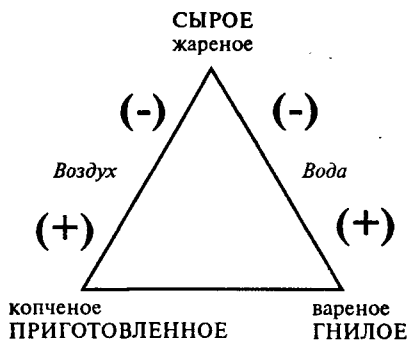 СЫРОЕ
жареное
(-) (-)
Воздух Вода
(+) (+)
копченое вареное
ПРИГОТОВЛЕННОЕ ГНИЛОЕ